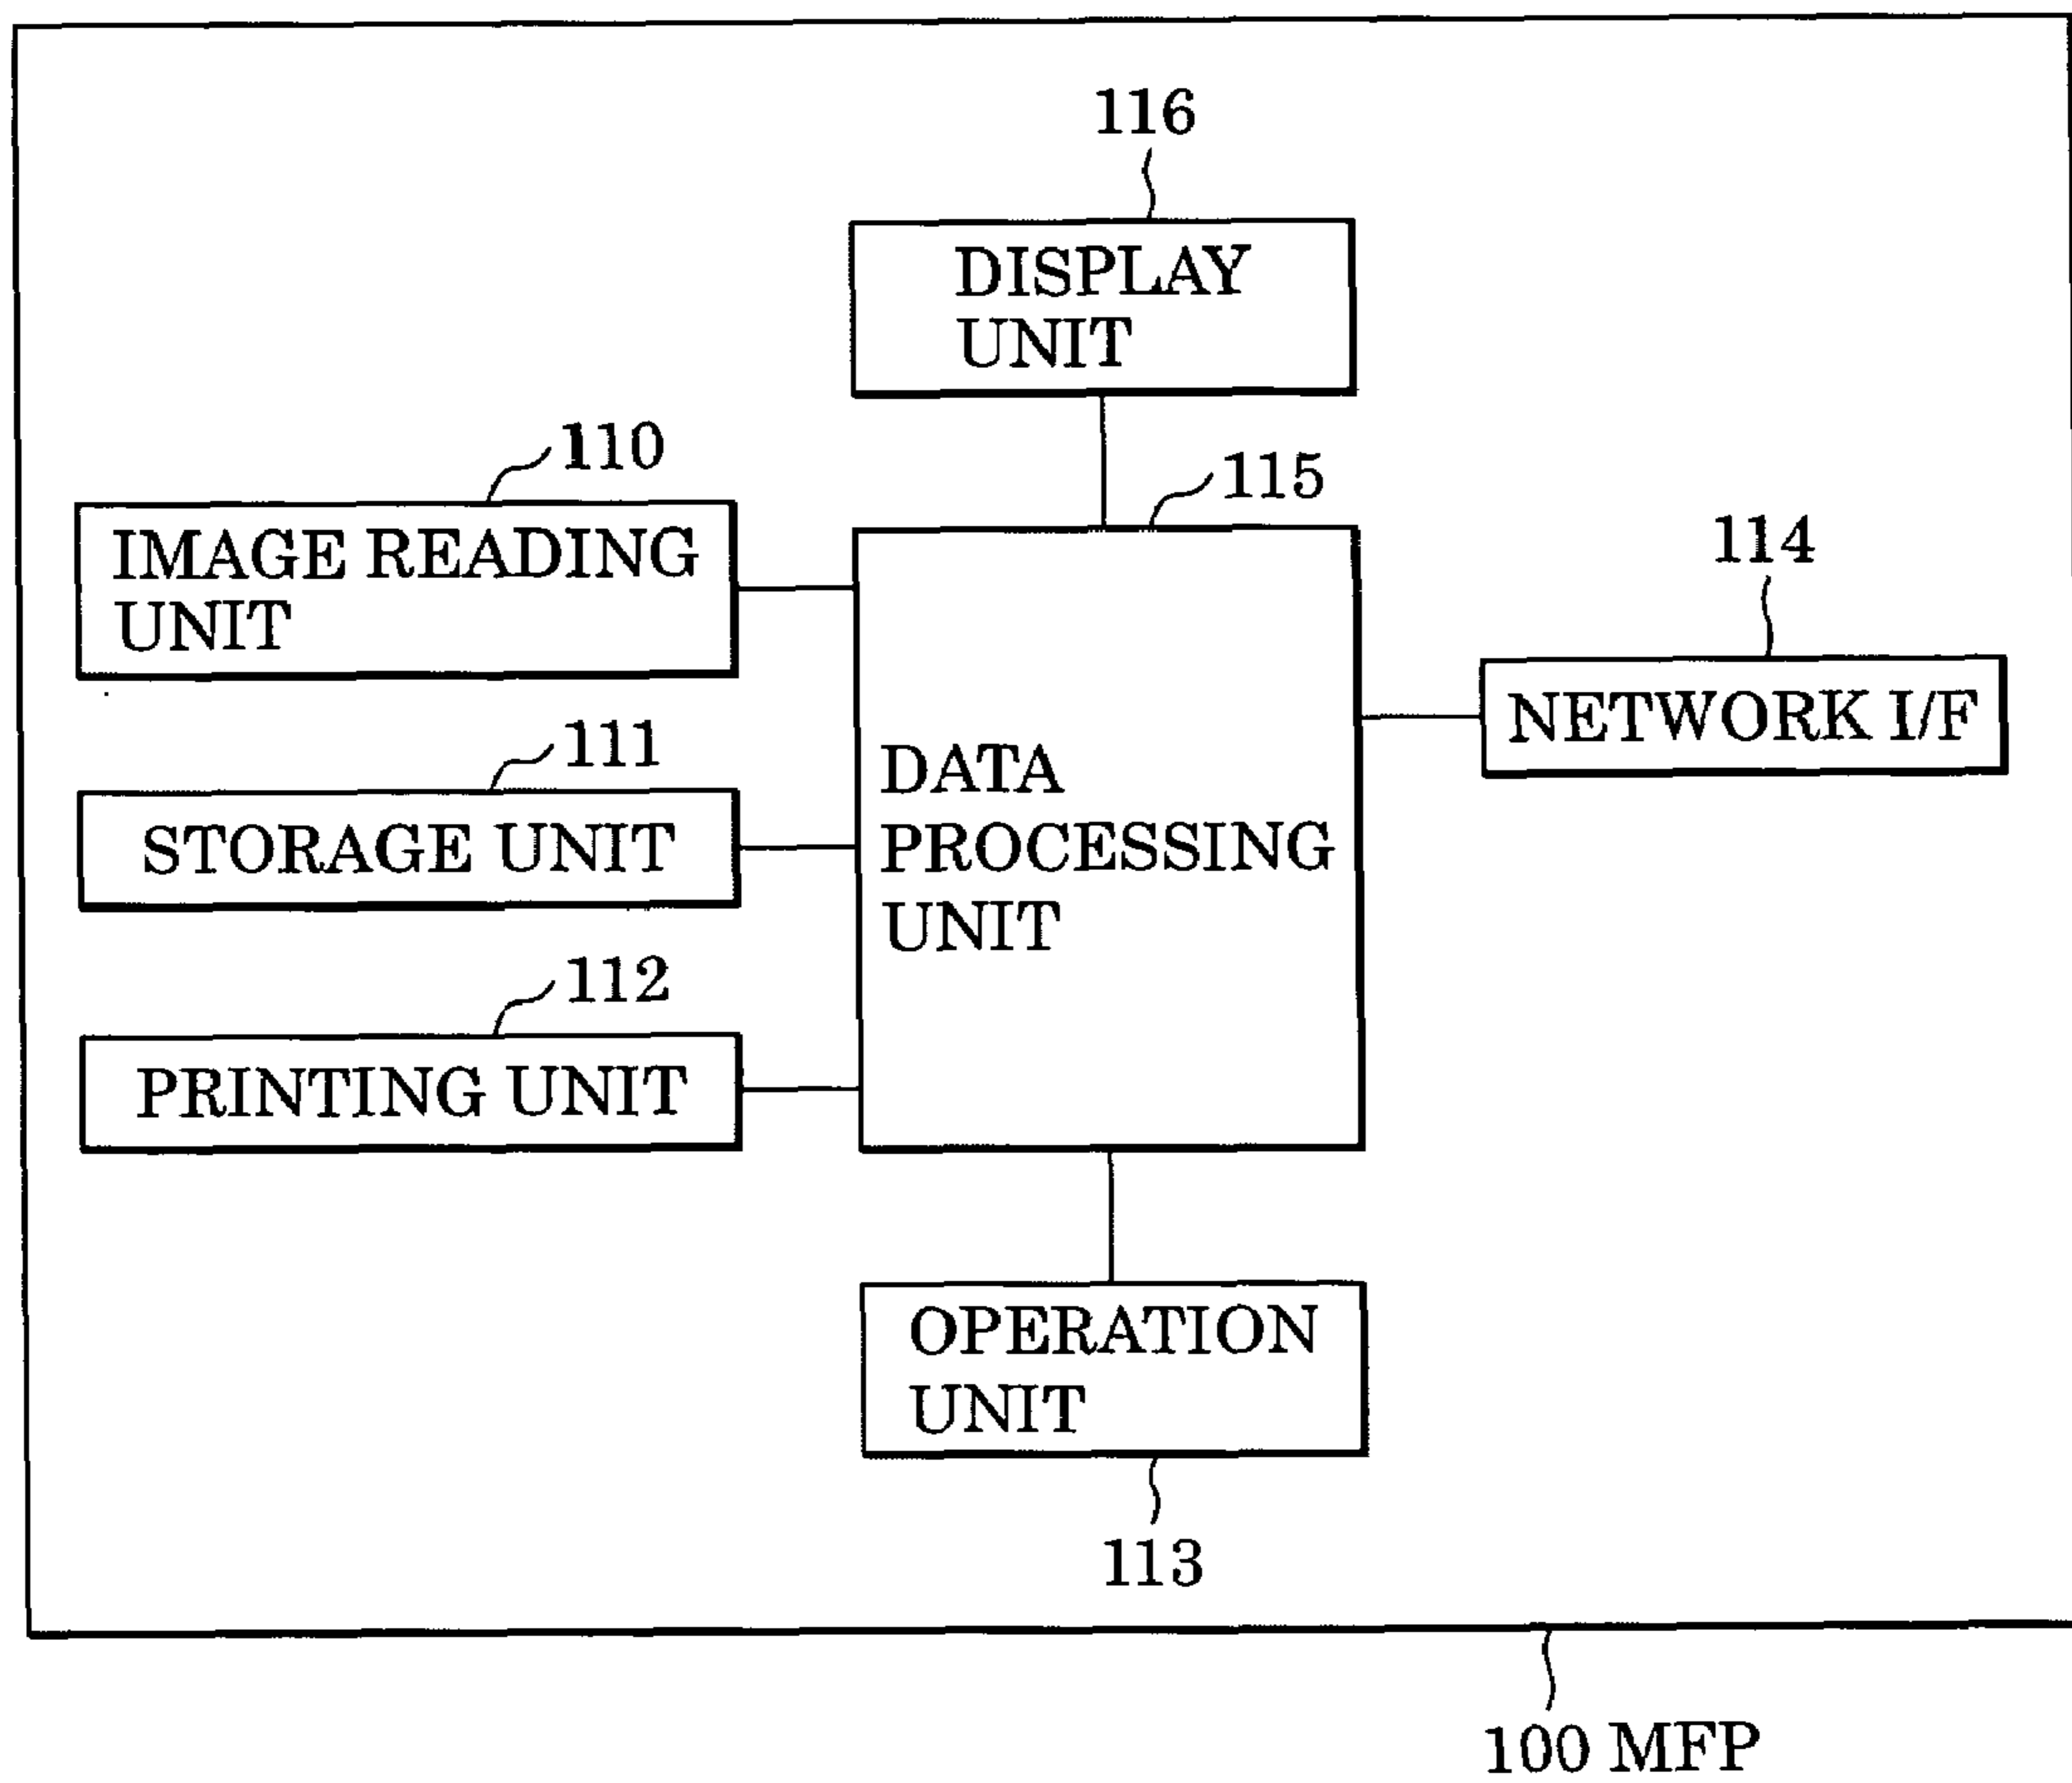 116
DISPLAY
UNIT
110
IMAGE READING
UNIT
115
DATA
PROCESSING
UNIT
114
NETWORK I/F
111
STORAGE UNIT
112
PRINTING UNIT
OPERATION
UNIT
113
100 MFP